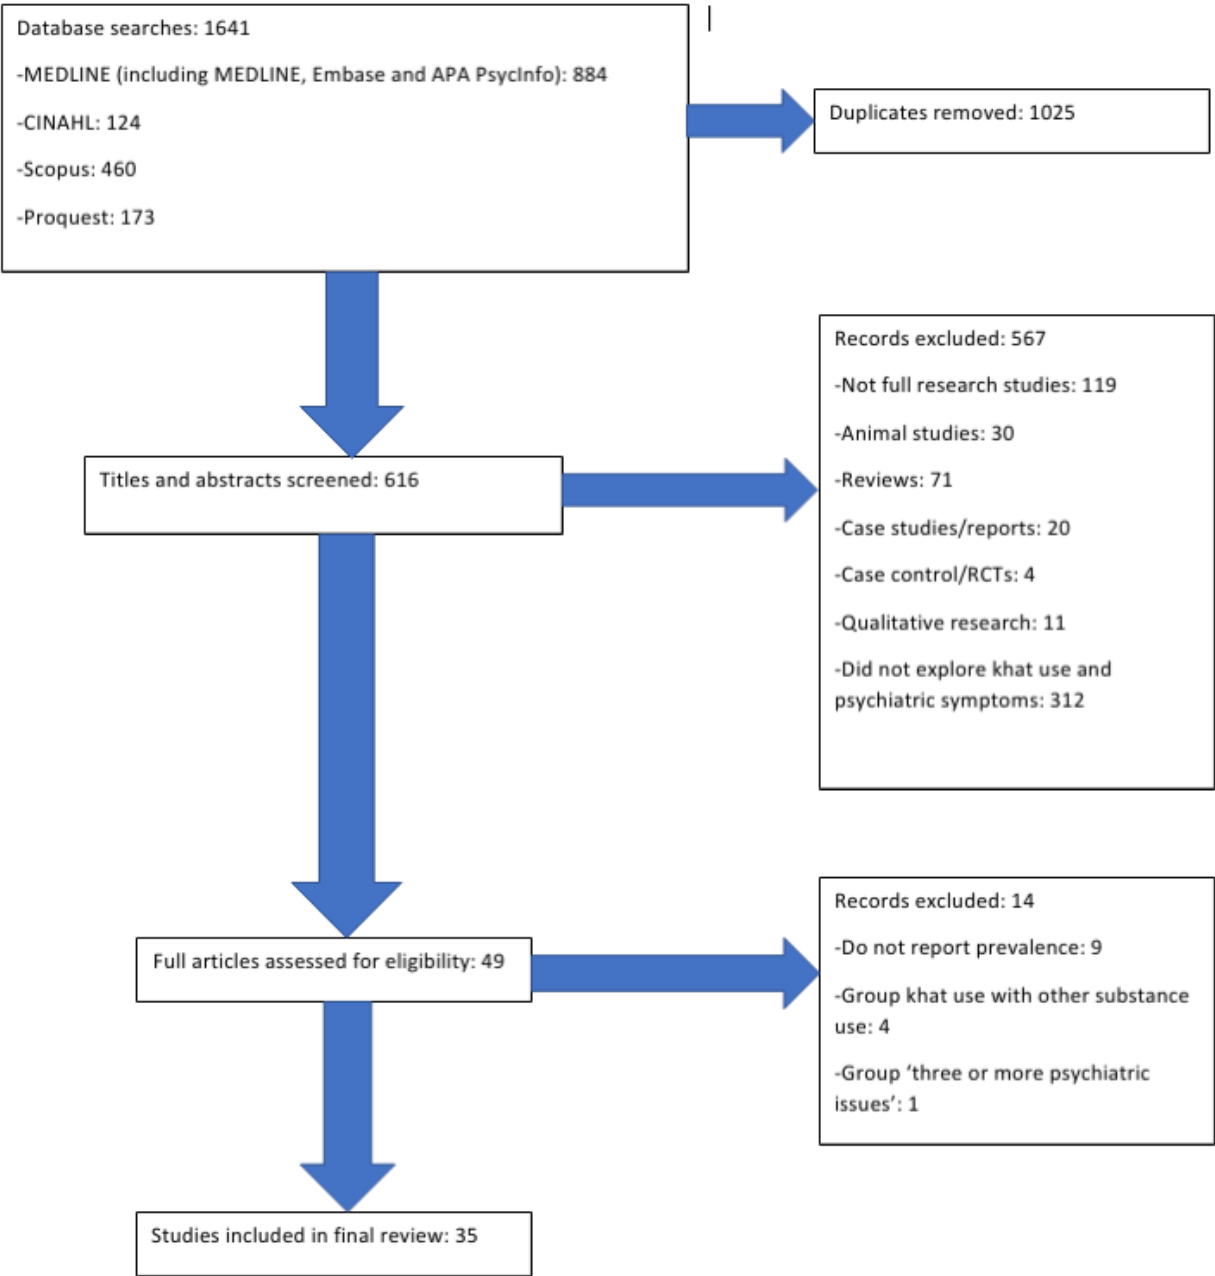 Database searches: 1641
-MEDLINE (including MEDLINE, Embase and APA PsycInfo): 884
-CINAHL: 124
-Scopus: 460
-Proquest: 173
Duplicates removed: 1025
Titles and abstracts screened: 616
Records excluded: 567
-Not full research studies: 119
-Animal studies: 30
-Reviews: 71
-Case studies/reports: 20
-Case control/RCTs: 4
-Qualitative research: 11
-Did not explore khat use and
psychiatric symptoms: 312
Full articles assessed for eligibility: 49
Records excluded: 14
-Do not report prevalence: 9
-Group khat use with other substance
use: 4
-Group ‘three or more psychiatric
issues’: 1
Studies included in final review: 35